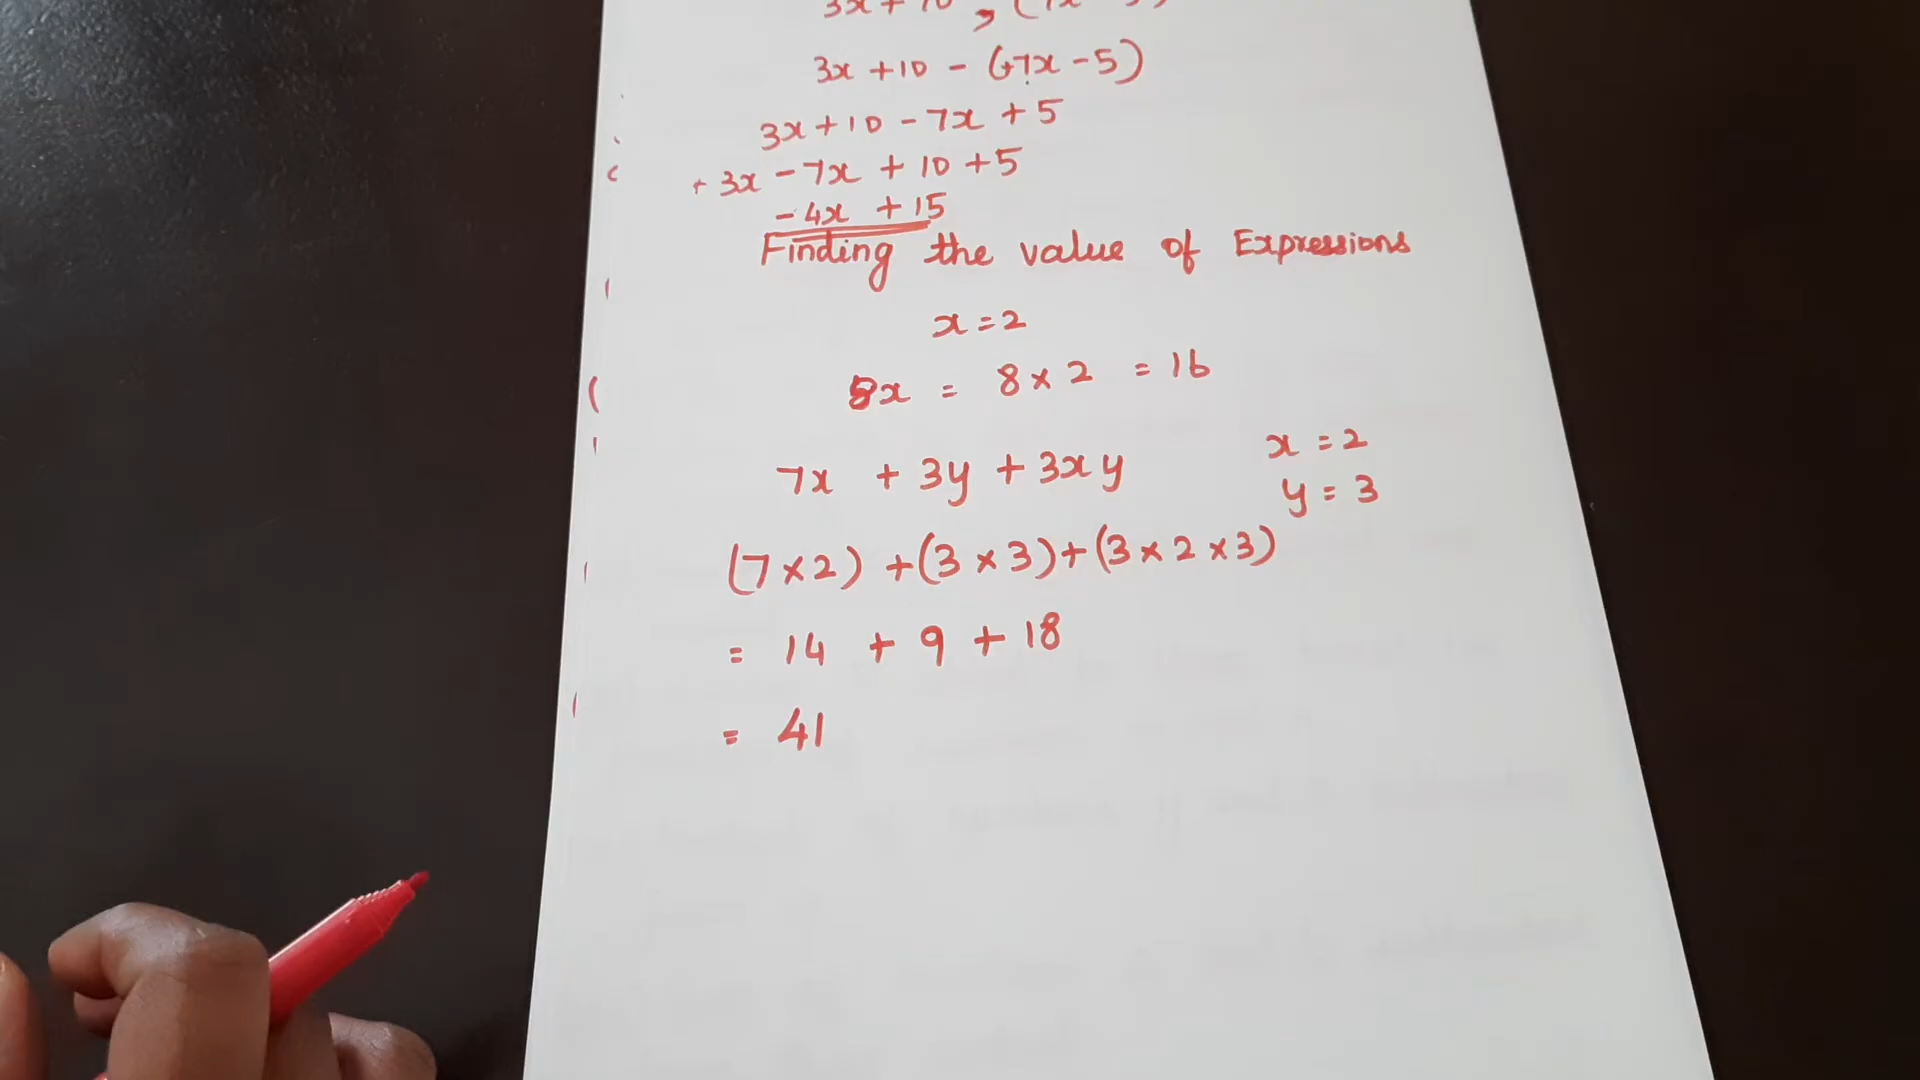 3x + 10 - (+7x - 5)
3x + 10 - 7x + 5
+ 3x - 7x + 10 + 5
- 4x + 15
Finding the value of Expressions
x = 2
8x = 8 × 2 = 16
7x + 3y + 3xy
x = 2
y = 3
(7 × 2) + (3 × 3) + (3 × 2 × 3)
= 14 + 9 + 18
= 41